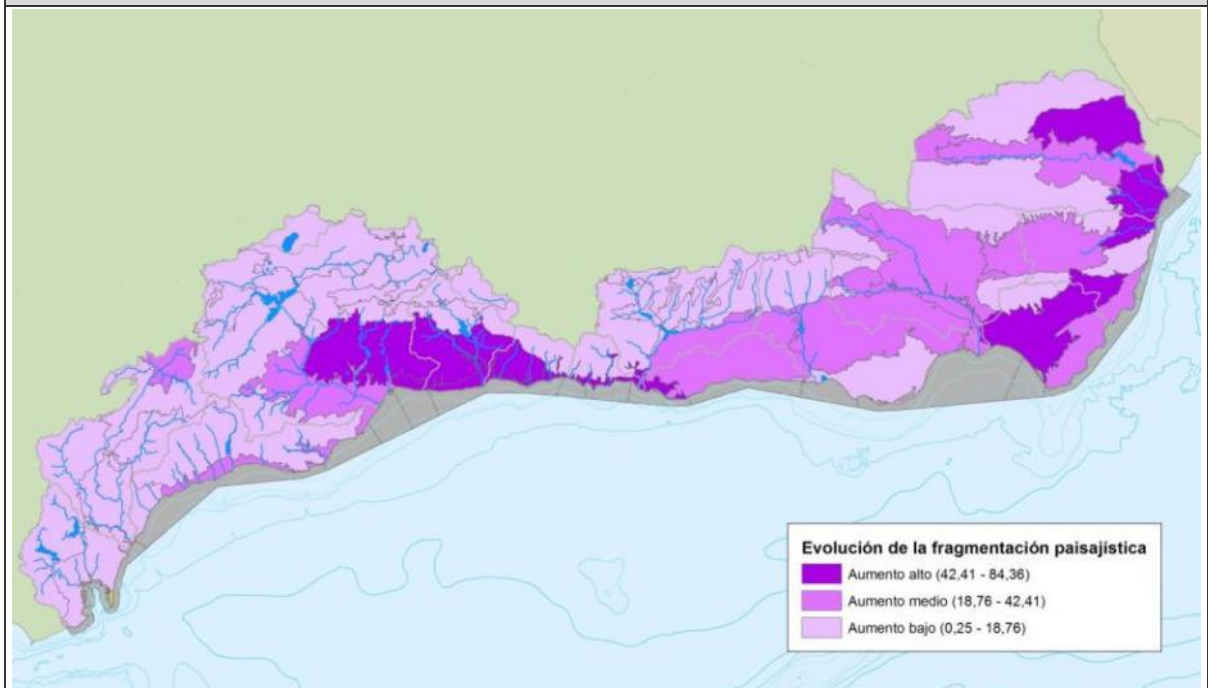 Evolución de la fragmentación paisajística
Aumento alto (42,41 - 84,36)
Aumento medio (18,76 - 42,41)
Aumento bajo (0,25 - 18,76)